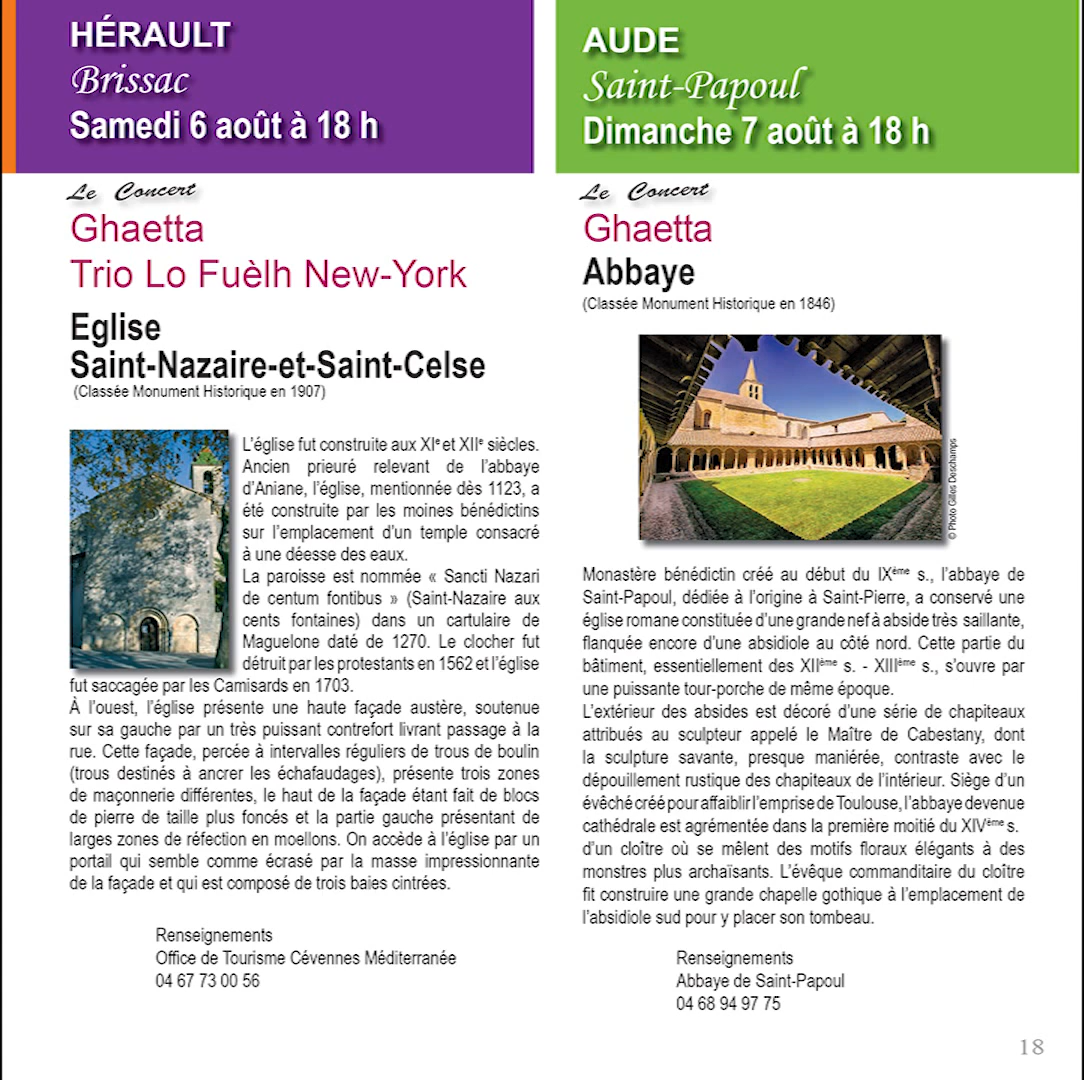 HÉRAULT
Brissac
Samedi 6 août à 18 h
Le Concert
Ghaetta
Trio Lo Fuèlh New-York
Eglise
Saint-Nazaire-et-Saint-Celse
(Classée Monument Historique en 1907)
L'église fut construite aux XIe et XIIe siècles.
Ancien prieuré relevant de l'abbaye
d'Aniane, l'église, mentionnée dès 1123, a
été construite par les moines bénédictins
sur l'emplacement d'un temple consacré
à une déesse des eaux.
La paroisse est nommée « Sancti Nazari
de centum fontibus » (Saint-Nazaire aux
cents fontaines) dans un cartulaire de
Maguelone daté de 1270. Le clocher fut
détruit par les protestants en 1562 et l'église
fut saccagée par les Camisards en 1703.
À l'ouest, l'église présente une haute façade austère, soutenue
sur sa gauche par un très puissant contrefort livrant passage à la
rue. Cette façade, percée à intervalles réguliers de trous de boulin
(trous destinés à ancrer les échafaudages), présente trois zones
de maçonnerie différentes, le haut de la façade étant fait de blocs
de pierre de taille plus foncés et la partie gauche présentant de
larges zones de réfection en moellons. On accède à l'église par un
portail qui semble comme écrasé par la masse impressionnante
de la façade et qui est composé de trois baies cintrées.
Renseignements
Office de Tourisme Cévennes Méditerranée
04 67 73 00 56
AUDE
Saint-Papoul
Dimanche 7 août à 18 h
Le Concert
Ghaetta
Abbaye
(Classée Monument Historique en 1846)
© Photo Gilles Deschamps
Monastère bénédictin créé au début du IXème s., l'abbaye de
Saint-Papoul, dédiée à l'origine à Saint-Pierre, a conservé une
église romane constituée d'une grande nef à abside très saillante,
flanquée encore d'une absidiole au côté nord. Cette partie du
bâtiment, essentiellement des XIIème s. - XIIIème s., s'ouvre par
une puissante tour-porche de même époque.
L'extérieur des absides est décoré d'une série de chapiteaux
attribués au sculpteur appelé le Maître de Cabestany, dont
la sculpture savante, presque maniérée, contraste avec le
dépouillement rustique des chapiteaux de l'intérieur. Siège d'un
évêché créé pour affaiblir l'emprise de Toulouse, l'abbaye devenue
cathédrale est agrémentée dans la première moitié du XIVème s.
d'un cloître où se mêlent des motifs floraux élégants à des
monstres plus archaïsants. L'évêque commanditaire du cloître
fit construire une grande chapelle gothique à l'emplacement de
l'absidiole sud pour y placer son tombeau.
Renseignements
Abbaye de Saint-Papoul
04 68 94 97 75
18